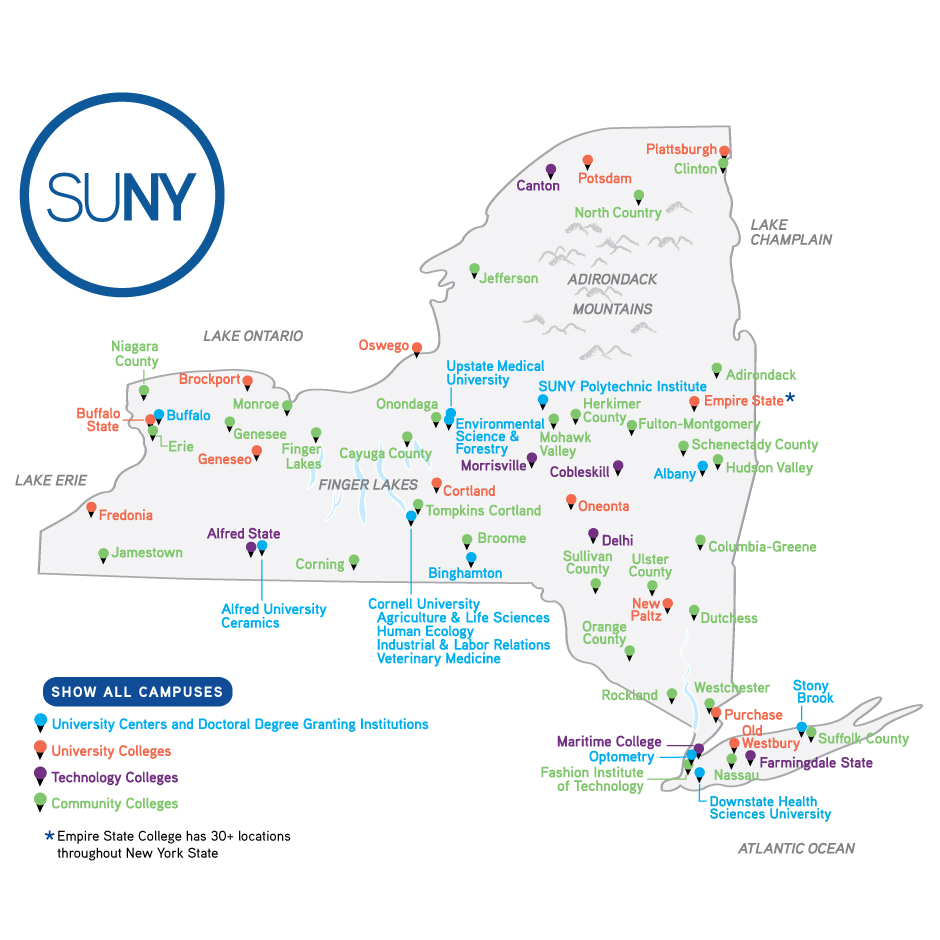 SUNY
Plattsburgh
Clinton
Potsdam
Canton
North Country
LAKE
CHAMPLAIN
Jefferson
ADIRONDACK
MOUNTAINS
LAKE ONTARIO
Oswego
Niagara
County
Brockport
Monroe
Buffalo
State
Buffalo
Erie
Genesee
Geneseo
Finger
Lakes
Onondaga
Cayuga County
Upstate Medical
University
Environmental
Science &
Forestry
SUNY Polytechnic Institute
Mohawk
Valley
Herkimer
County
Adirondack
Empire State*
Fulton-Montgomery
Schenectady County
Hudson Valley
Albany
Morrisville
Cobleskill
LAKE ERIE
FINGER LAKES
Cortland
Tompkins Cortland
Oneonta
Fredonia
Jamestown
Alfred State
Alfred University
Ceramics
Corning
Broome
Binghamton
Delhi
Columbia-Greene
Sullivan
County
Ulster
County
New
Paltz
Dutchess
Orange
County
Cornell University
Agriculture & Life Sciences
Human Ecology
Industrial & Labor Relations
Veterinary Medicine
Rockland
Westchester
Purchase
Stony
Brook
Old
Westbury
Suffolk County
Maritime College
Optometry
Fashion Institute
of Technology
Nassau
Farmingdale State
Downstate Health
Sciences University
ATLANTIC OCEAN
SHOW ALL CAMPUSES
University Centers and Doctoral Degree Granting Institutions
University Colleges
Technology Colleges
Community Colleges
* Empire State College has 30+ locations
throughout New York State